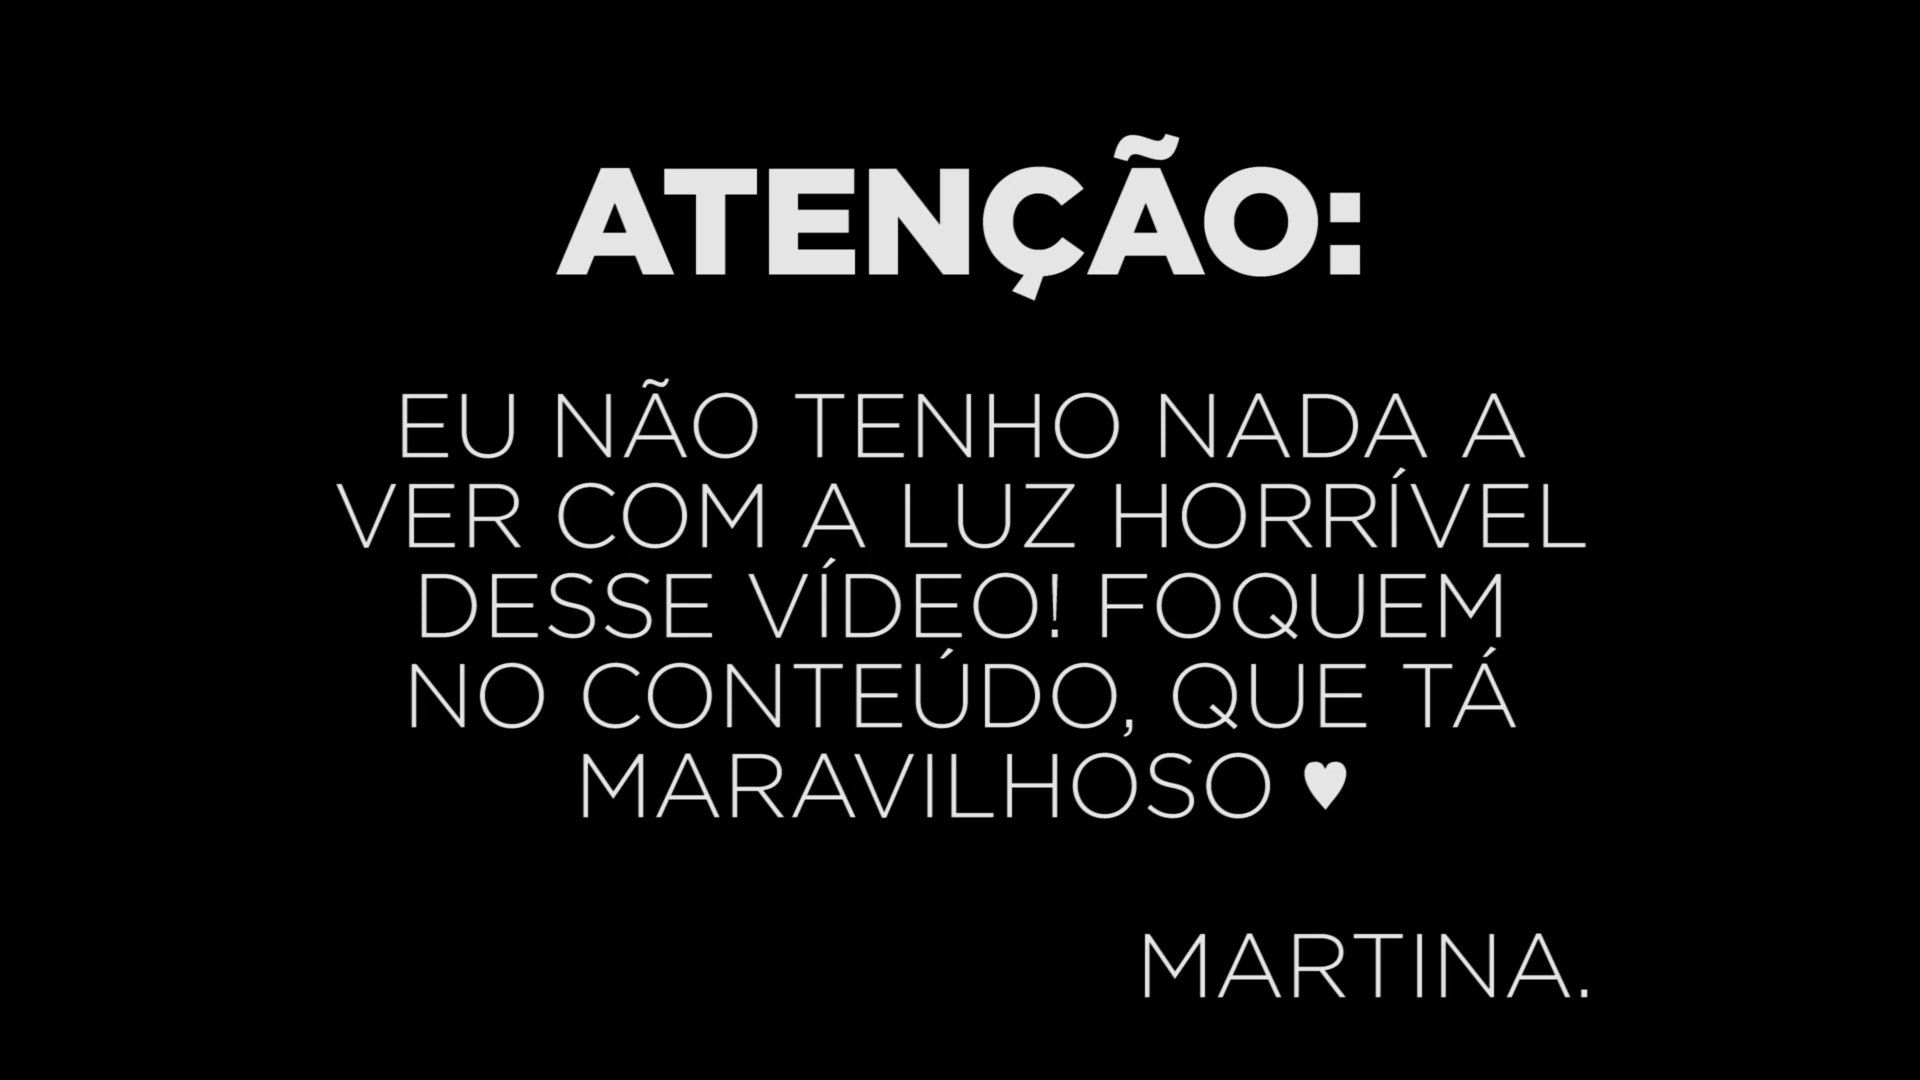 ATENÇÃO:
EU NÃO TENHO NADA A
VER COM A LUZ HORRÍVEL
DESSE VÍDEO! FOQUEM
NO CONTEÚDO, QUE TÁ
MARAVILHOSO ♥
MARTINA.